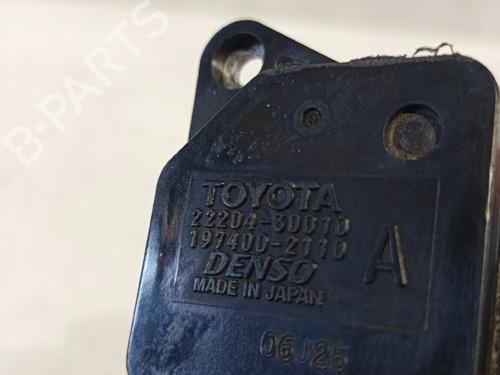 B-PARTS
TOYOTA
22204-30010
197400-2110
DENSO
MADE IN JAPAN
A
06J25